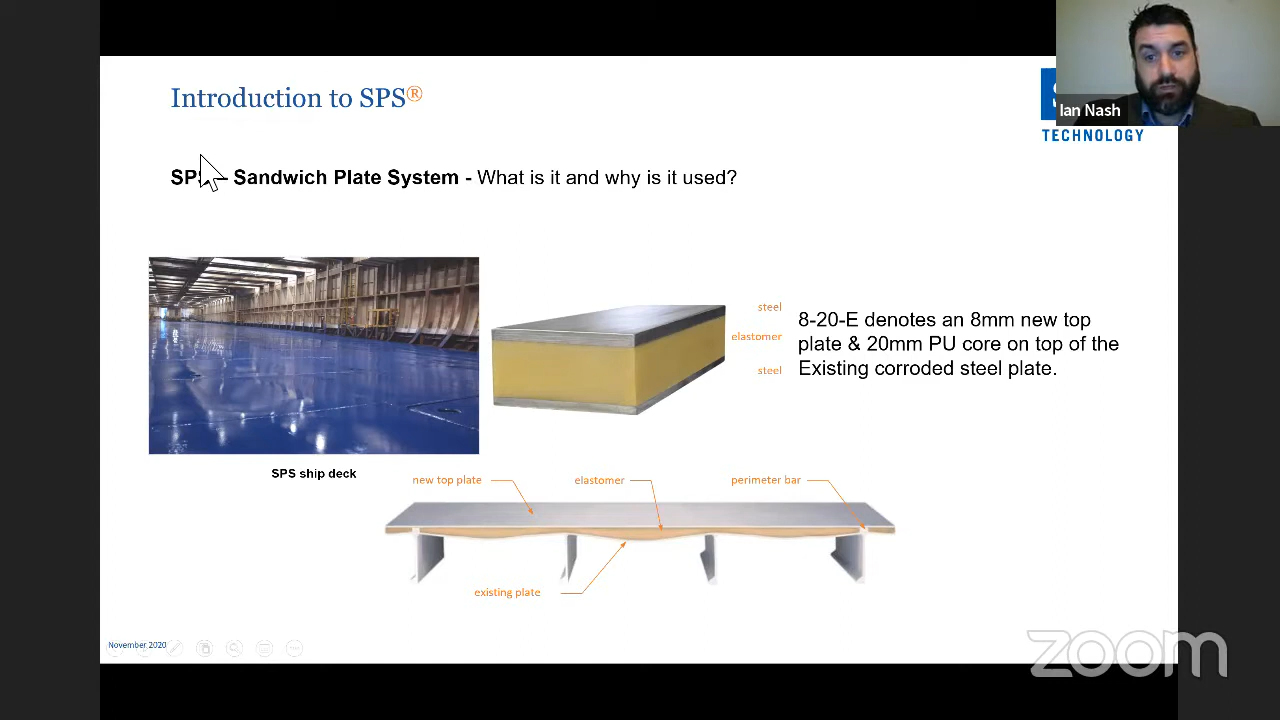 Introduction to SPS®
Ian Nash
TECHNOLOGY
Sandwich Plate System - What is it and why is it used?
steel
elastomer
steel
8-20-E denotes an 8mm new top
plate & 20mm PU core on top of the
Existing corroded steel plate.
SPS ship deck
new top plate
elastomer
perimeter bar
existing plate
November 2020
zoom